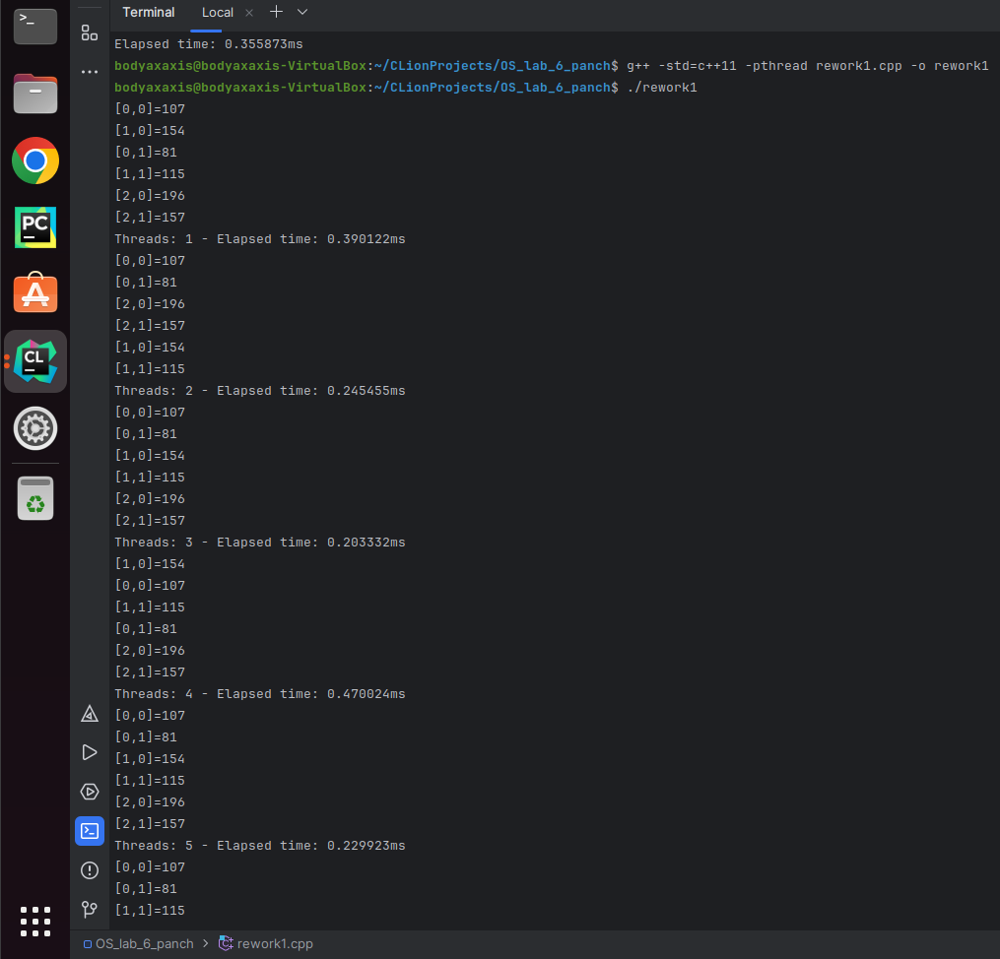 Terminal Local
Elapsed time: 0.355873ms
bodyaxaxis@bodyaxaxis-VirtualBox:~/CLionProjects/OS_lab_6_panch$ g++ -std=c++11 -pthread rework1.cpp -o rework1
bodyaxaxis@bodyaxaxis-VirtualBox:~/CLionProjects/OS_lab_6_panch$ ./rework1
[0,0]=107
[1,0]=154
[0,1]=81
[1,1]=115
[2,0]=196
[2,1]=157
Threads: 1 - Elapsed time: 0.390122ms
[0,0]=107
[0,1]=81
[2,0]=196
[2,1]=157
[1,0]=154
[1,1]=115
Threads: 2 - Elapsed time: 0.245455ms
[0,0]=107
[0,1]=81
[1,0]=154
[1,1]=115
[2,0]=196
[2,1]=157
Threads: 3 - Elapsed time: 0.203332ms
[1,0]=154
[0,0]=107
[1,1]=115
[0,1]=81
[2,0]=196
[2,1]=157
Threads: 4 - Elapsed time: 0.470024ms
[0,0]=107
[0,1]=81
[1,0]=154
[1,1]=115
[2,0]=196
[2,1]=157
Threads: 5 - Elapsed time: 0.229923ms
[0,0]=107
[0,1]=81
[1,1]=115
OS_lab_6_panch > rework1.cpp
PC
CL